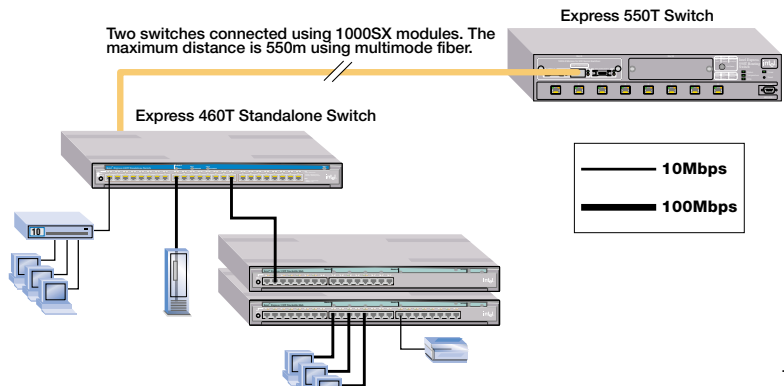 Express 550T Switch
Two switches connected using 1000SX modules. The
maximum distance is 550m using multimode fiber.
Express 460T Standalone Switch
10Mbps
100Mbps
10